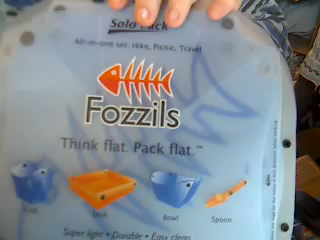 Solo Pack
All-in-one set: Hike, Picnic, Travel
Fozzils
Think flat. Pack flat.™
Cup Dish Bowl Spoon
Super light • Durable • Easy clean